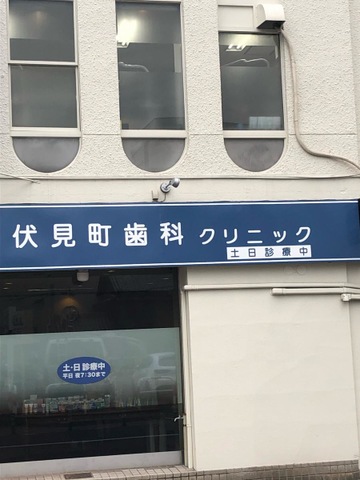 伏見町歯科クリニック
土日診療中
土・日診療中
平日 夜7:30まで